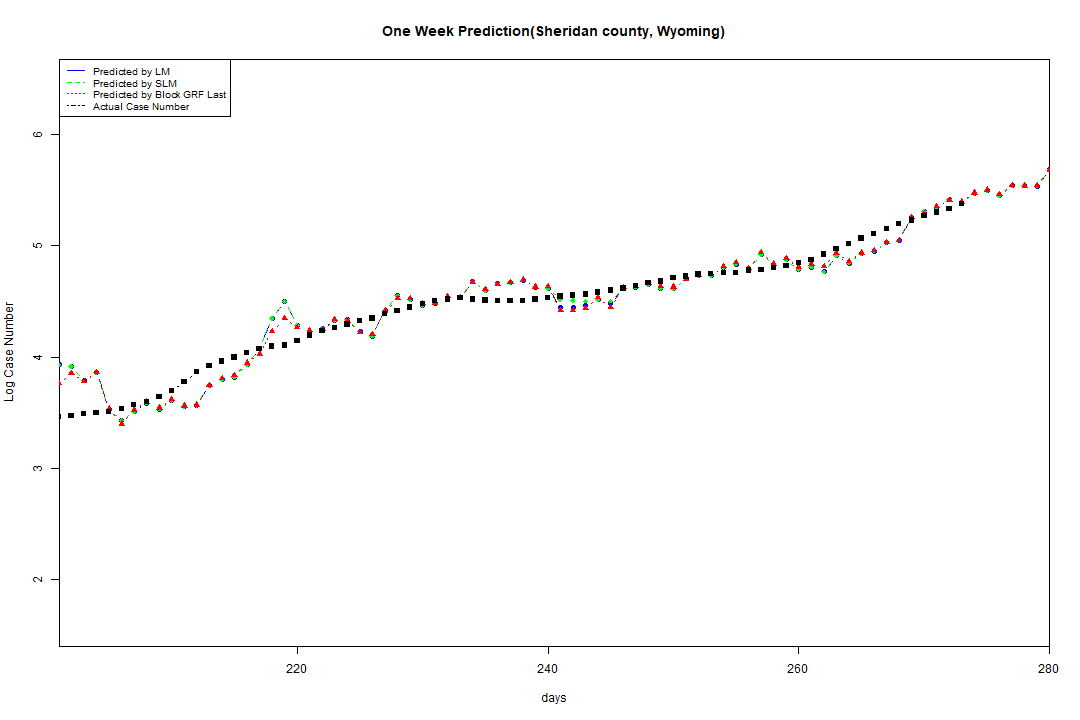 One Week Prediction(Sheridan county, Wyoming)
Predicted by LM
Predicted by SLM
Predicted by Block GRF Last
Actual Case Number
6
5
4
3
2
Log Case Number
220 240 260 280
days